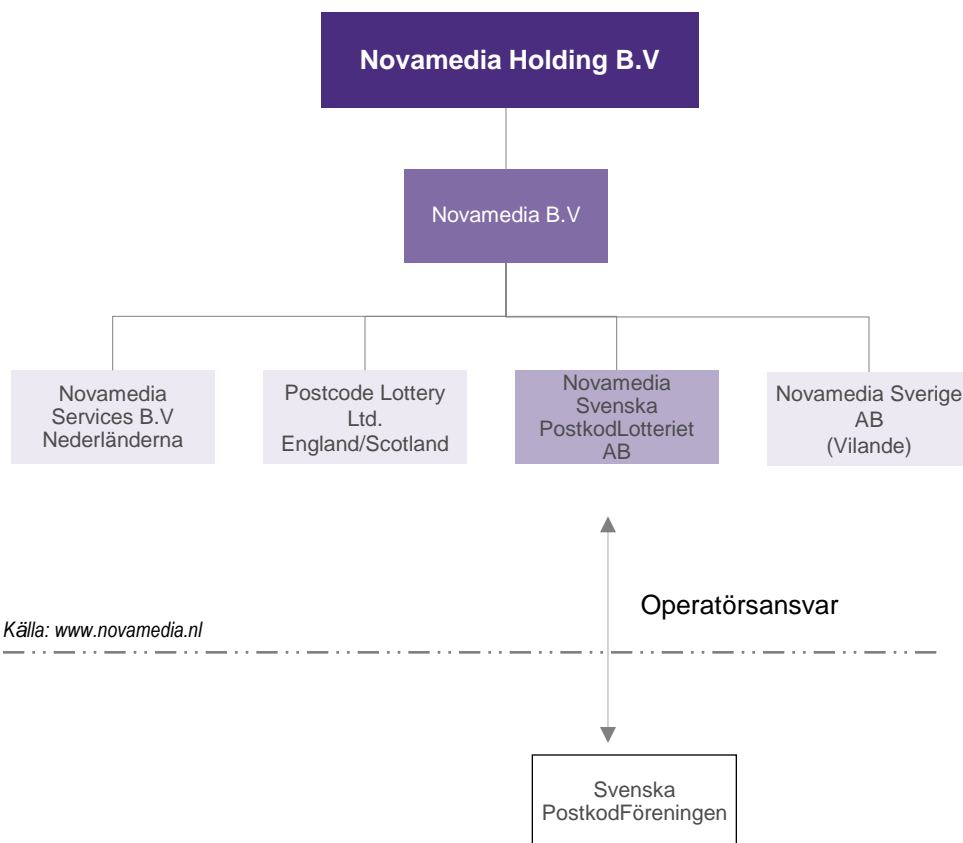 Novamedia Holding B.V
Novamedia B.V
Novamedia
Services B.V
Nederländerna
Postcode Lottery
Ltd.
England/Scotland
Novamedia
Svenska
PostkodLotteriet
AB
Novamedia Sverige
AB
(Vilande)
Operatörsansvar
Källa: www.novamedia.nl
Svenska
PostkodFöreningen